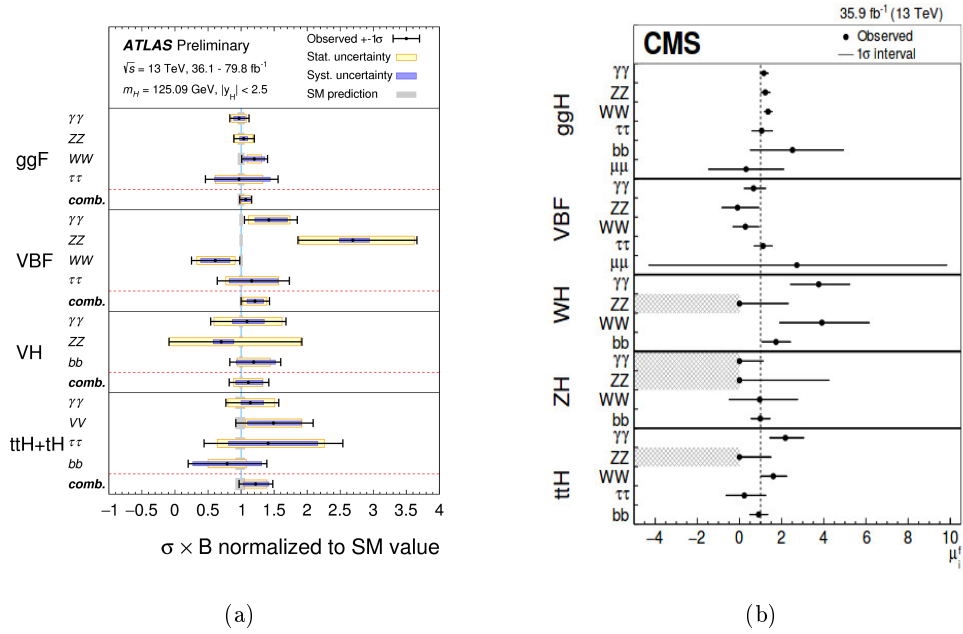 ATLAS Preliminary
√s = 13 TeV, 36.1 - 79.8 fb⁻¹
m_H = 125.09 GeV, |y_H| < 2.5
Observed +-1σ
Stat. uncertainty
Syst. uncertainty
SM prediction
ggF
γγ
ZZ
WW
ττ
comb.
VBF
γγ
ZZ
WW
ττ
comb.
VH
γγ
ZZ
bb
comb.
ttH+tH
γγ
VV
ττ
bb
comb.
−1 −0.5 0 0.5 1 1.5 2 2.5 3 3.5 4
σ × B normalized to SM value
(a)
35.9 fb⁻¹ (13 TeV)
CMS
Observed
1σ interval
ggH
γγ
ZZ
WW
ττ
bb
μμ
VBF
γγ
ZZ
WW
ττ
μμ
WH
γγ
ZZ
WW
bb
ZH
γγ
ZZ
WW
bb
ttH
γγ
ZZ
WW
ττ
bb
−4 −2 0 2 4 6 8 10
μ_i^f
(b)